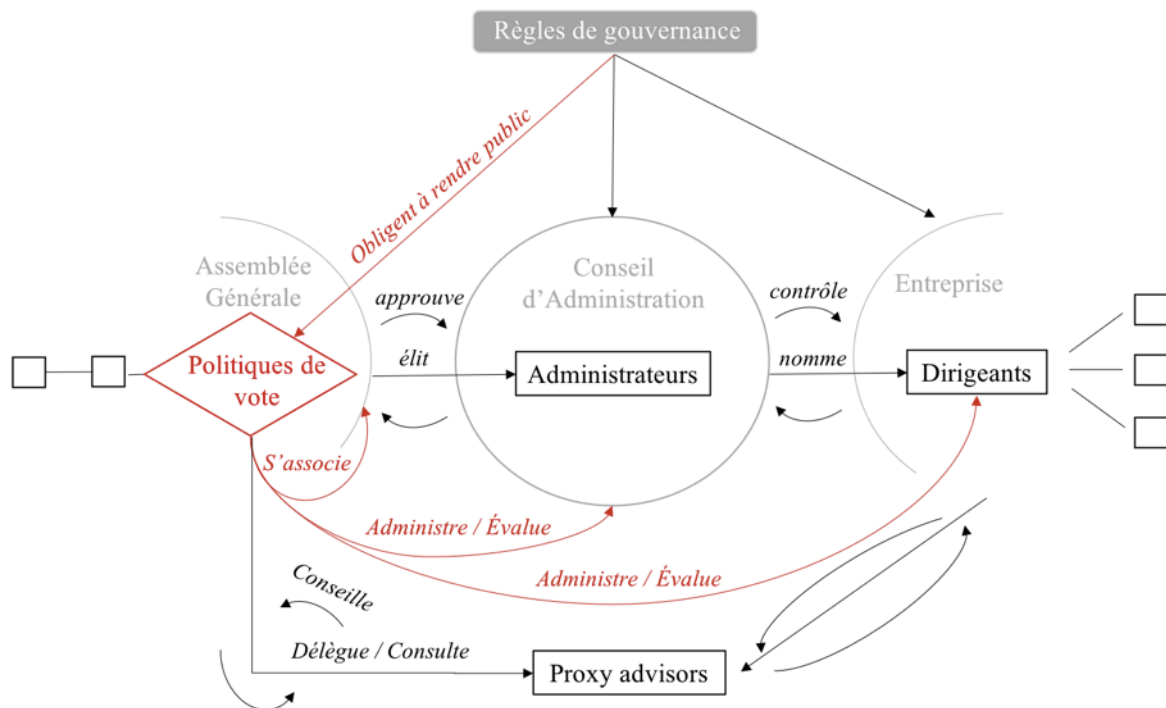 Règles de gouvernance
Obligent à rendre public
Assemblée
Générale
Conseil
d'Administration
Entreprise
approuve
contrôle
élit
nomme
Politiques de
vote
Administrateurs
Dirigeants
S'associe
Administre / Évalue
Administre / Évalue
Conseille
Délègue / Consulte
Proxy advisors